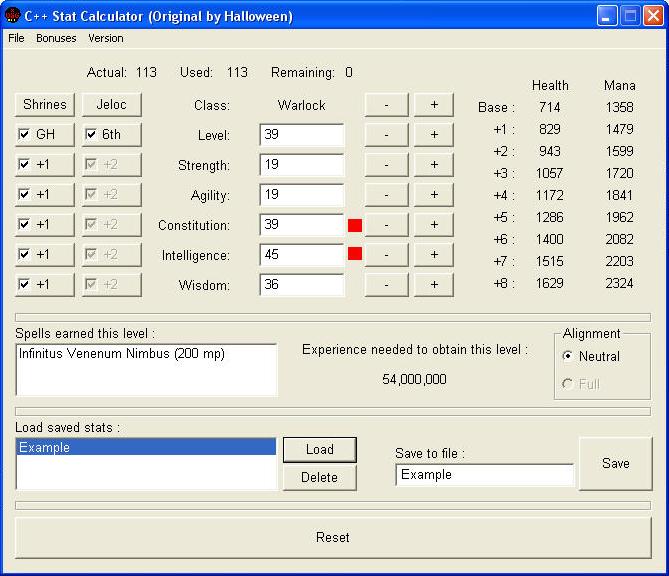 C++ Stat Calculator (Original by Halloween)
File Bonuses Version
Actual: 113 Used: 113 Remaining: 0
Health Mana
Shrines Jeloc Class: Warlock - + Base : 714 1358
GH 6th Level: 39 - + +1 : 829 1479
+2 : 943 1599
+1 +2 Strength: 19 - + +3 : 1057 1720
+1 +2 Agility: 19 - + +4 : 1172 1841
+1 +2 Constitution: 39 - + +5 : 1286 1962
+6 : 1400 2082
+1 +2 Intelligence: 45 - + +7 : 1515 2203
+1 +2 Wisdom: 36 - + +8 : 1629 2324
Spells earned this level :
Infinitus Venenum Nimbus (200 mp)
Experience needed to obtain this level :
54,000,000
Alignment
Neutral
Full
Load saved stats :
Example
Load
Delete
Save to file :
Example
Save
Reset